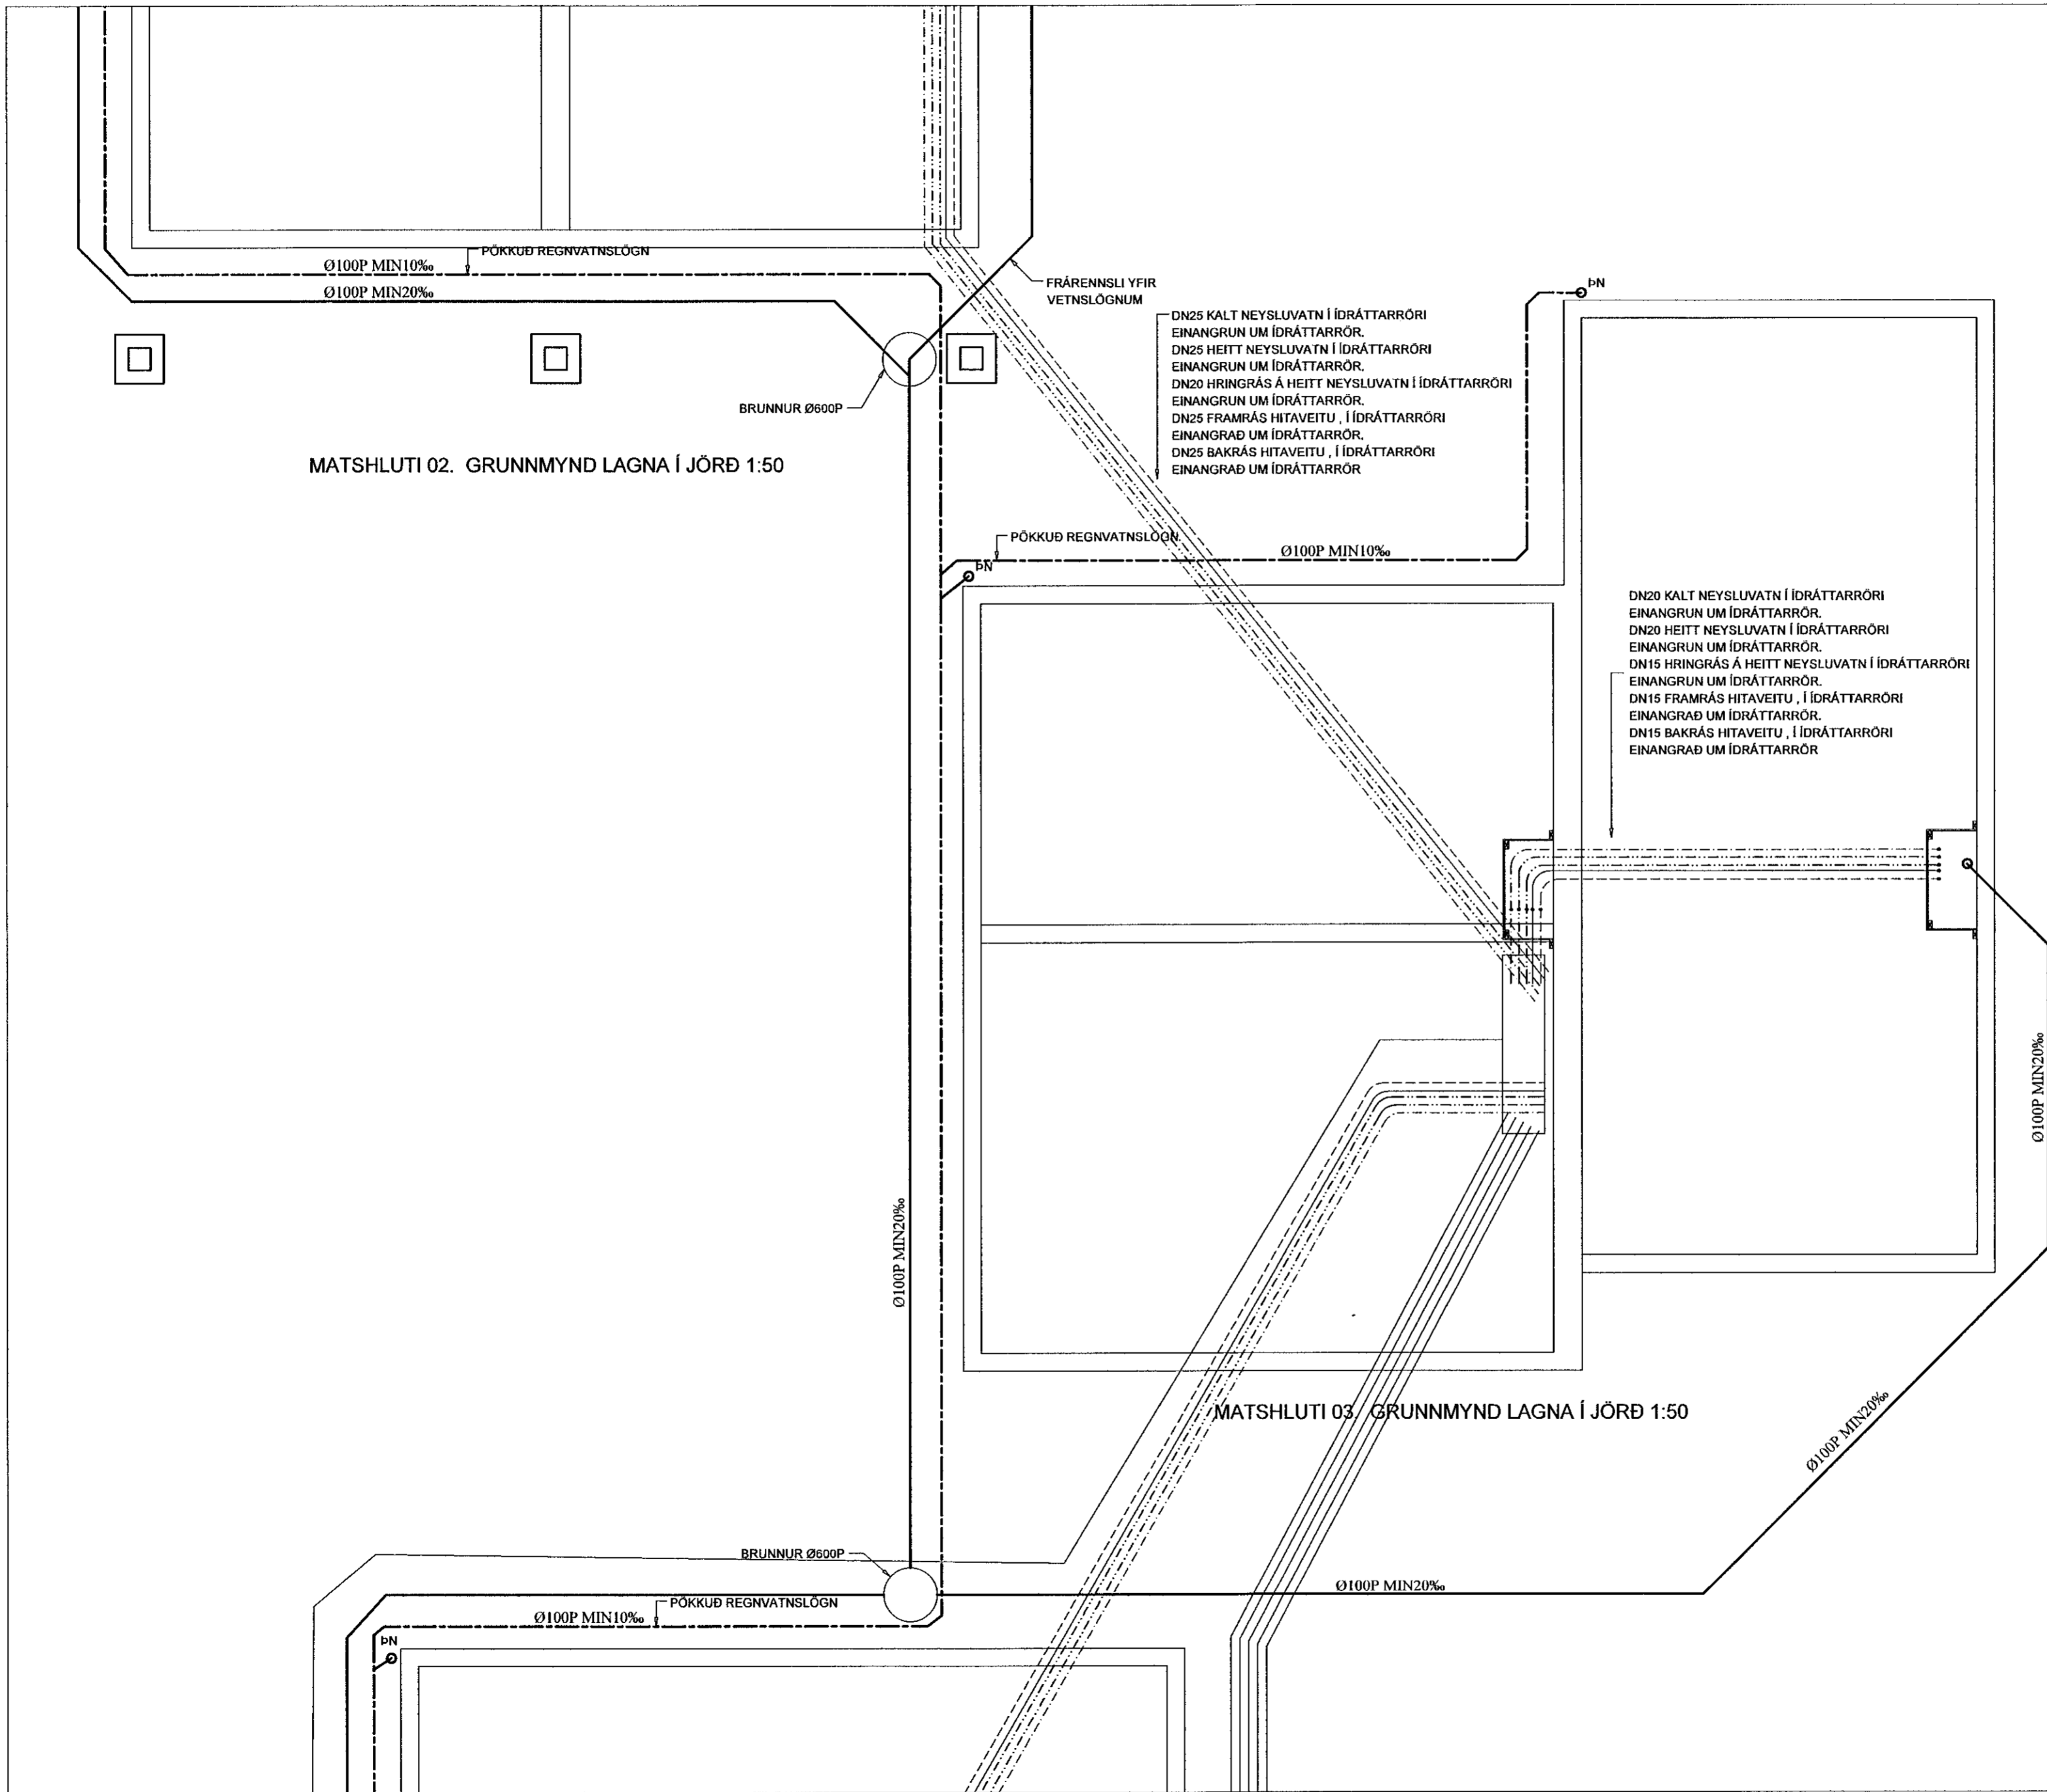 PÖKKUÐ REGNVATNSLÖGN
Ø100P MIN10‰
Ø100P MIN20‰
FRÁRENNSLI YFIR
VETNSLÖGNUM
ÞN
DN25 KALT NEYSLUVATN Í ÍDRÁTTARRÖRI
EINANGRUN UM ÍDRÁTTARRÖR.
DN25 HEITT NEYSLUVATN Í ÍDRÁTTARRÖRI
EINANGRUN UM ÍDRÁTTARRÖR.
DN20 HRINGRÁS Á HEITT NEYSLUVATN Í ÍDRÁTTARRÖRI
EINANGRUN UM ÍDRÁTTARRÖR.
DN25 FRAMRÁS HITAVEITU , Í ÍDRÁTTARRÖRI
EINANGRAÐ UM ÍDRÁTTARRÖR.
DN25 BAKRÁS HITAVEITU , Í ÍDRÁTTARRÖRI
EINANGRAÐ UM ÍDRÁTTARRÖR
BRUNNUR Ø600P
MATSHLUTI 02. GRUNNMYND LAGNA Í JÖRÐ 1:50
PÖKKUÐ REGNVATNSLÖGN
Ø100P MIN10‰
ÞN
DN20 KALT NEYSLUVATN Í ÍDRÁTTARRÖRI
EINANGRUN UM ÍDRÁTTARRÖR.
DN20 HEITT NEYSLUVATN Í ÍDRÁTTARRÖRI
EINANGRUN UM ÍDRÁTTARRÖR.
DN15 HRINGRÁS Á HEITT NEYSLUVATN Í ÍDRÁTTARRÖRI
EINANGRUN UM ÍDRÁTTARRÖR.
DN15 FRAMRÁS HITAVEITU , Í ÍDRÁTTARRÖRI
EINANGRAÐ UM ÍDRÁTTARRÖR.
DN15 BAKRÁS HITAVEITU , Í ÍDRÁTTARRÖRI
EINANGRAÐ UM ÍDRÁTTARRÖR
Ø100P MIN20‰
Ø100P MIN20‰
MATSHLUTI 03. GRUNNMYND LAGNA Í JÖRÐ 1:50
Ø100P MIN20‰
BRUNNUR Ø600P
Ø100P MIN20‰
PÖKKUÐ REGNVATNSLÖGN
Ø100P MIN10‰
ÞN